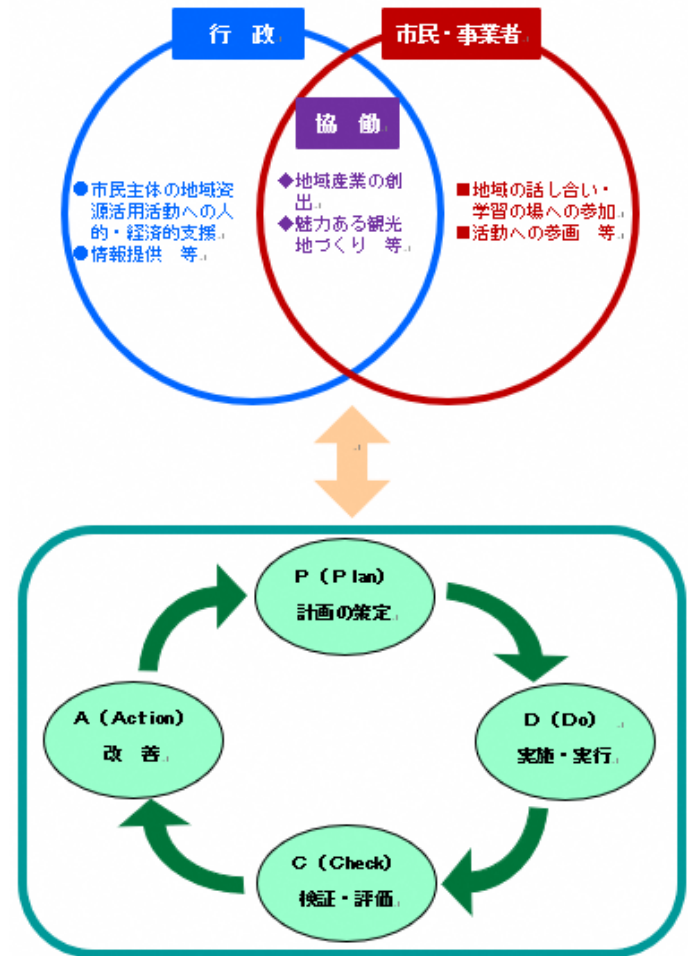 行　政
市民・事業者
協　働
●市民主体の地域資
源活用活動への人
的・経済的支援
●情報提供　等
◆地域産業の創
出
◆魅力ある観光
地づくり　等
■地域の話し合い・
学習の場への参加
■活動への参画　等
P（Plan）
計画の策定
D（Do）
実施・実行
C（Check）
検証・評価
A（Action）
改　善